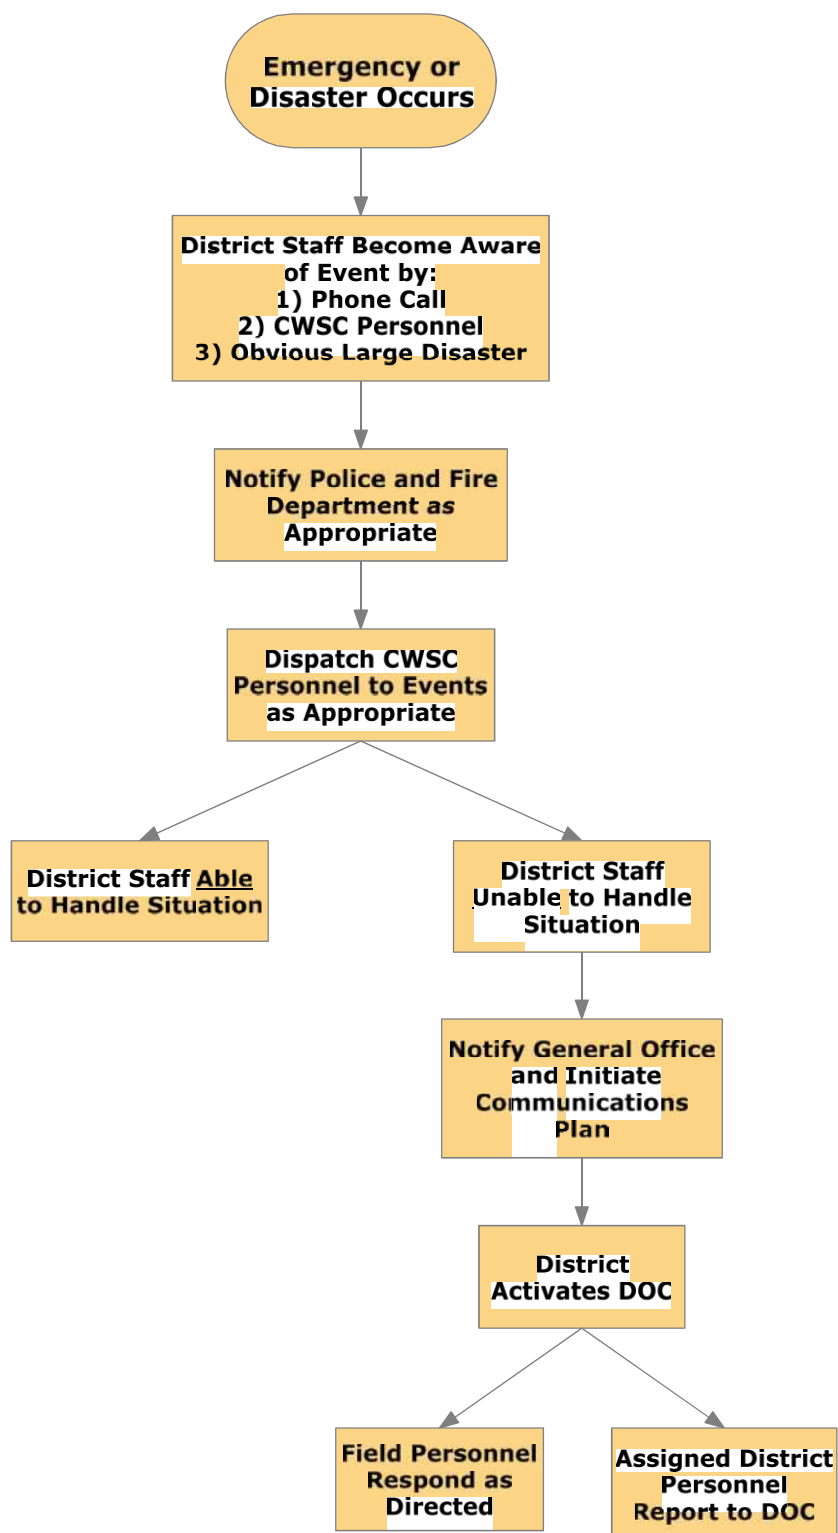 Emergency or
Disaster Occurs
District Staff Become Aware
of Event by:
1) Phone Call
2) CWSC Personnel
3) Obvious Large Disaster
Notify Police and Fire
Department as
Appropriate
Dispatch CWSC
Personnel to Events
as Appropriate
District Staff Able
to Handle Situation
District Staff
Unable to Handle
Situation
Notify General Office
and Initiate
Communications
Plan
District
Activates DOC
Field Personnel
Respond as
Directed
Assigned District
Personnel
Report to DOC